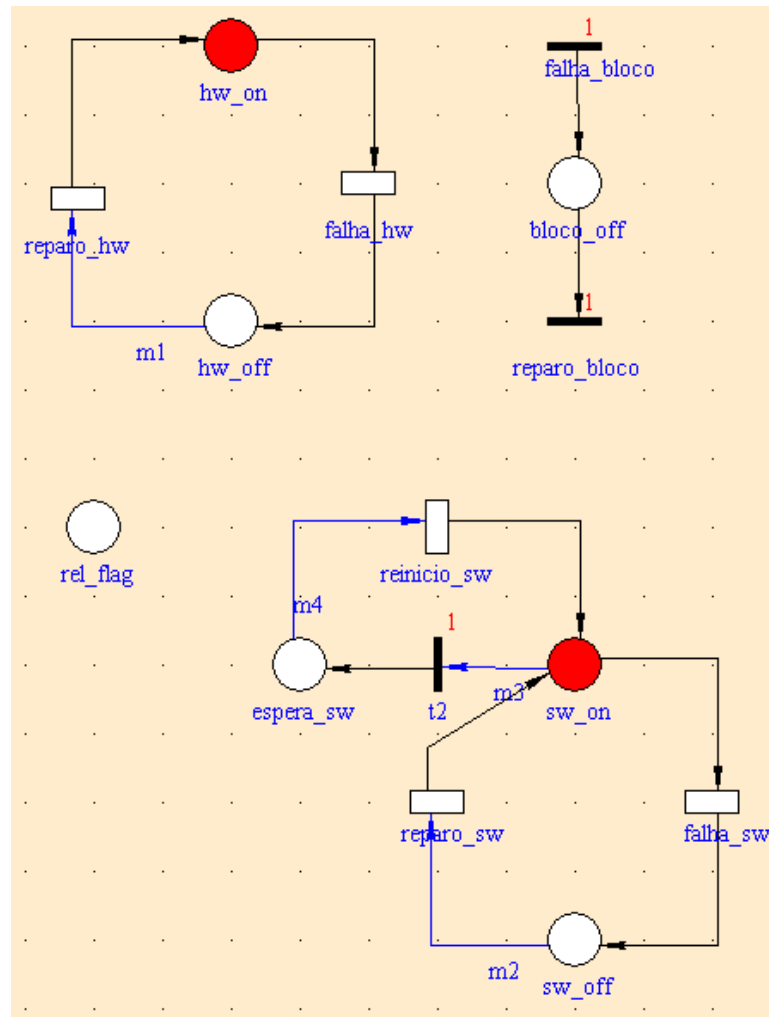 1
falha_bloco
hw_on
reparo_hw
falha_hw
bloco_off
m1
hw_off
1
reparo_bloco
rel_flag
reinicio_sw
m4
1
espera_sw
t2
m3
sw_on
reparo_sw
falha_sw
m2
sw_off